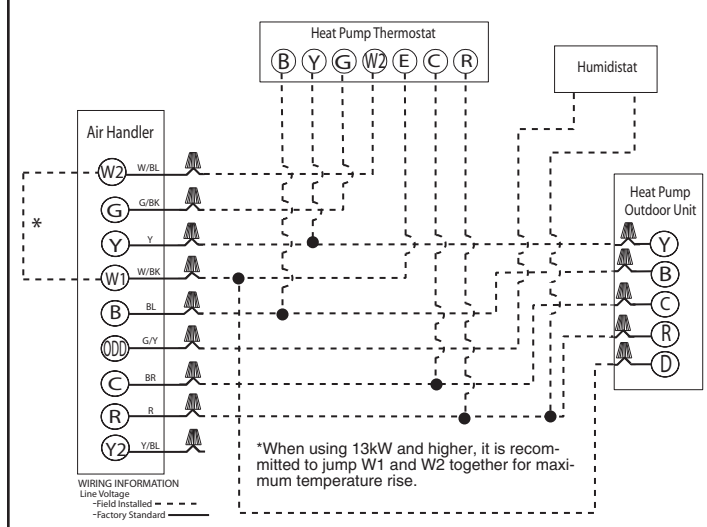 Heat Pump Thermostat
B Y G W2 E C R
Humidistat
Air Handler
W2 W/BL
G G/BK
Y Y
W1 W/BK
B BL
ODD G/Y
C BR
R R
Y2 Y/BL
*
Heat Pump
Outdoor Unit
Y
B
C
R
D
*When using 13kW and higher, it is recom-
mitted to jump W1 and W2 together for maxi-
mum temperature rise.
WIRING INFORMATION
Line Voltage
-Field Installed
-Factory Standard